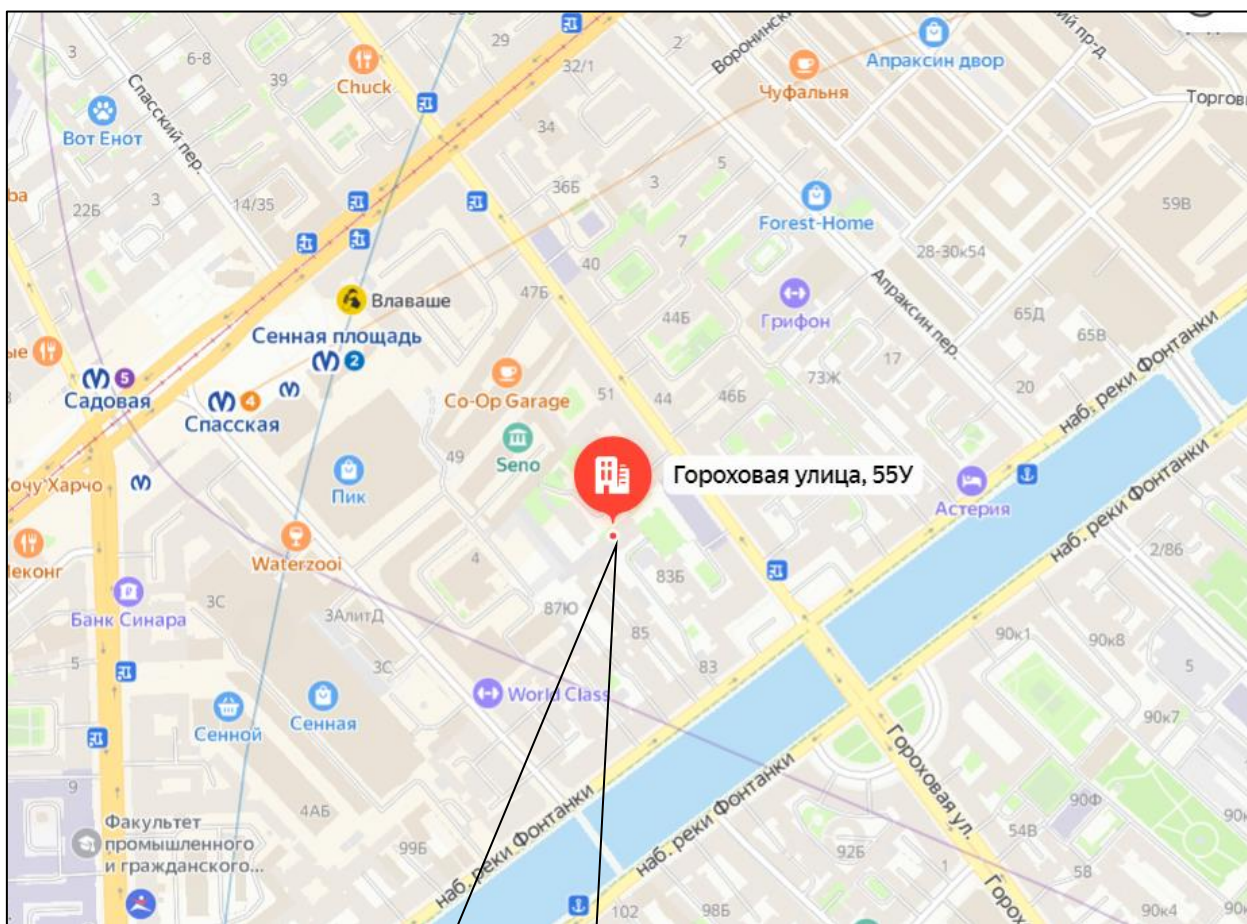 29
2
Воронински
3
6-8
39
Chuck
32/1
Апраксин двор
Чуфальня
Торгов
Вот Енот
Спасский пер.
34
5
ba
22Б
3
14/35
36Б
3
Forest-Home
59В
7
28-30к54
40
Апраксин пер.
Влаваше
47Б
44Б
Грифон
65Д
65В
наб. реки Фонтанки
Сенная площадь
2
ые
5
Садовая
4
Спасская
Co-Op Garage
51
44
46Б
73Ж
17
20
49
Seno
Гороховая улица, 55У
Пик
Астерия
наб. реки Фонтанки
Хочу Харчо
Waterzooi
4
83Б
2/86
Меконг
Банк Синара
3С
3АлитД
87Ю
85
83
90к1
90к8
5
5
3С
World Class
Сенной
Сенная
90к7
9
4АБ
наб. реки Фонтанки
наб. реки Фонтанки
Гороховая ул.
90Ф
Факультет
промышленного
и гражданского...
99Б
92Б
1
54В
58
102
98Б
90к4
90к